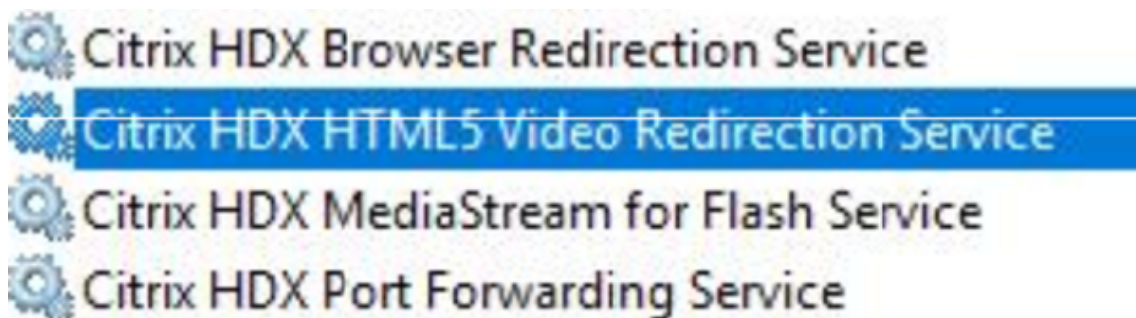 Citrix HDX Browser Redirection Service
Citrix HDX HTML5 Video Redirection Service
Citrix HDX MediaStream for Flash Service
Citrix HDX Port Forwarding Service